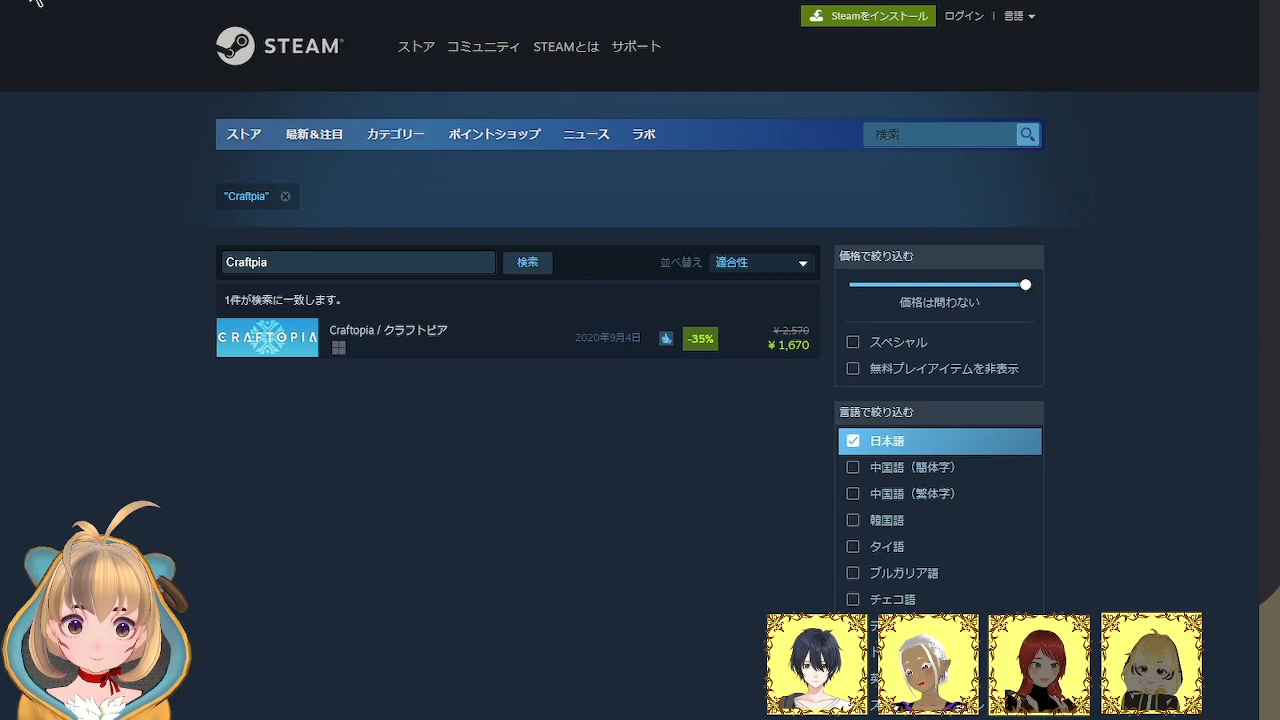 Steamをインストール ログイン | 言語
STEAM®
ストア コミュニティ STEAMとは サポート
ストア 最新&注目 カテゴリー ポイントショップ ニュース ラボ 検索
"Craftpia"
Craftpia 検索 並べ替え 適合性
1件が検索に一致します。
CRAFTOPIA
Craftopia / クラフトピア 2020年9月4日 -35% ¥ 2,570
¥ 1,670
価格で絞り込む
価格は問わない
スペシャル
無料プレイアイテムを非表示
言語で絞り込む
日本語
中国語（簡体字）
中国語（繁体字）
韓国語
タイ語
ブルガリア語
チェコ語